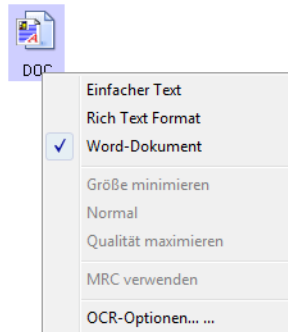 DOC
Einfacher Text
Rich Text Format
Word-Dokument
Größe minimieren
Normal
Qualität maximieren
MRC verwenden
OCR-Optionen... ...